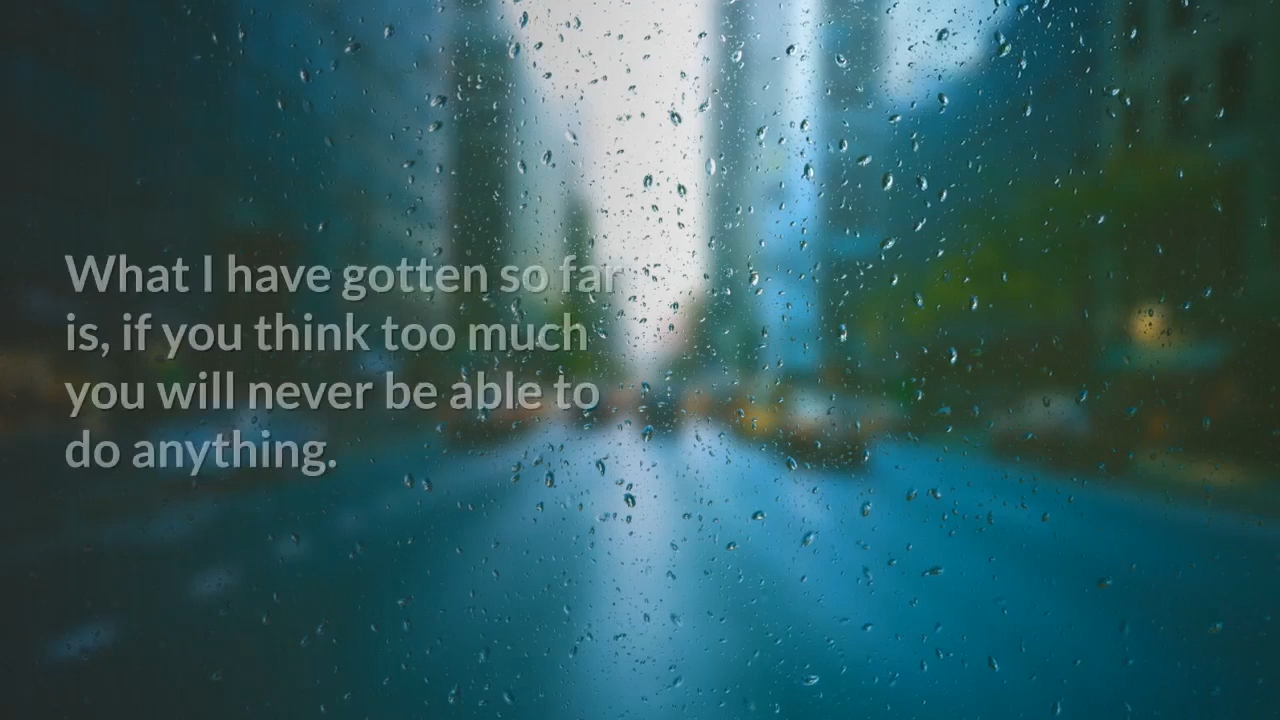 What I have gotten so far
is, if you think too much
you will never be able to
do anything.